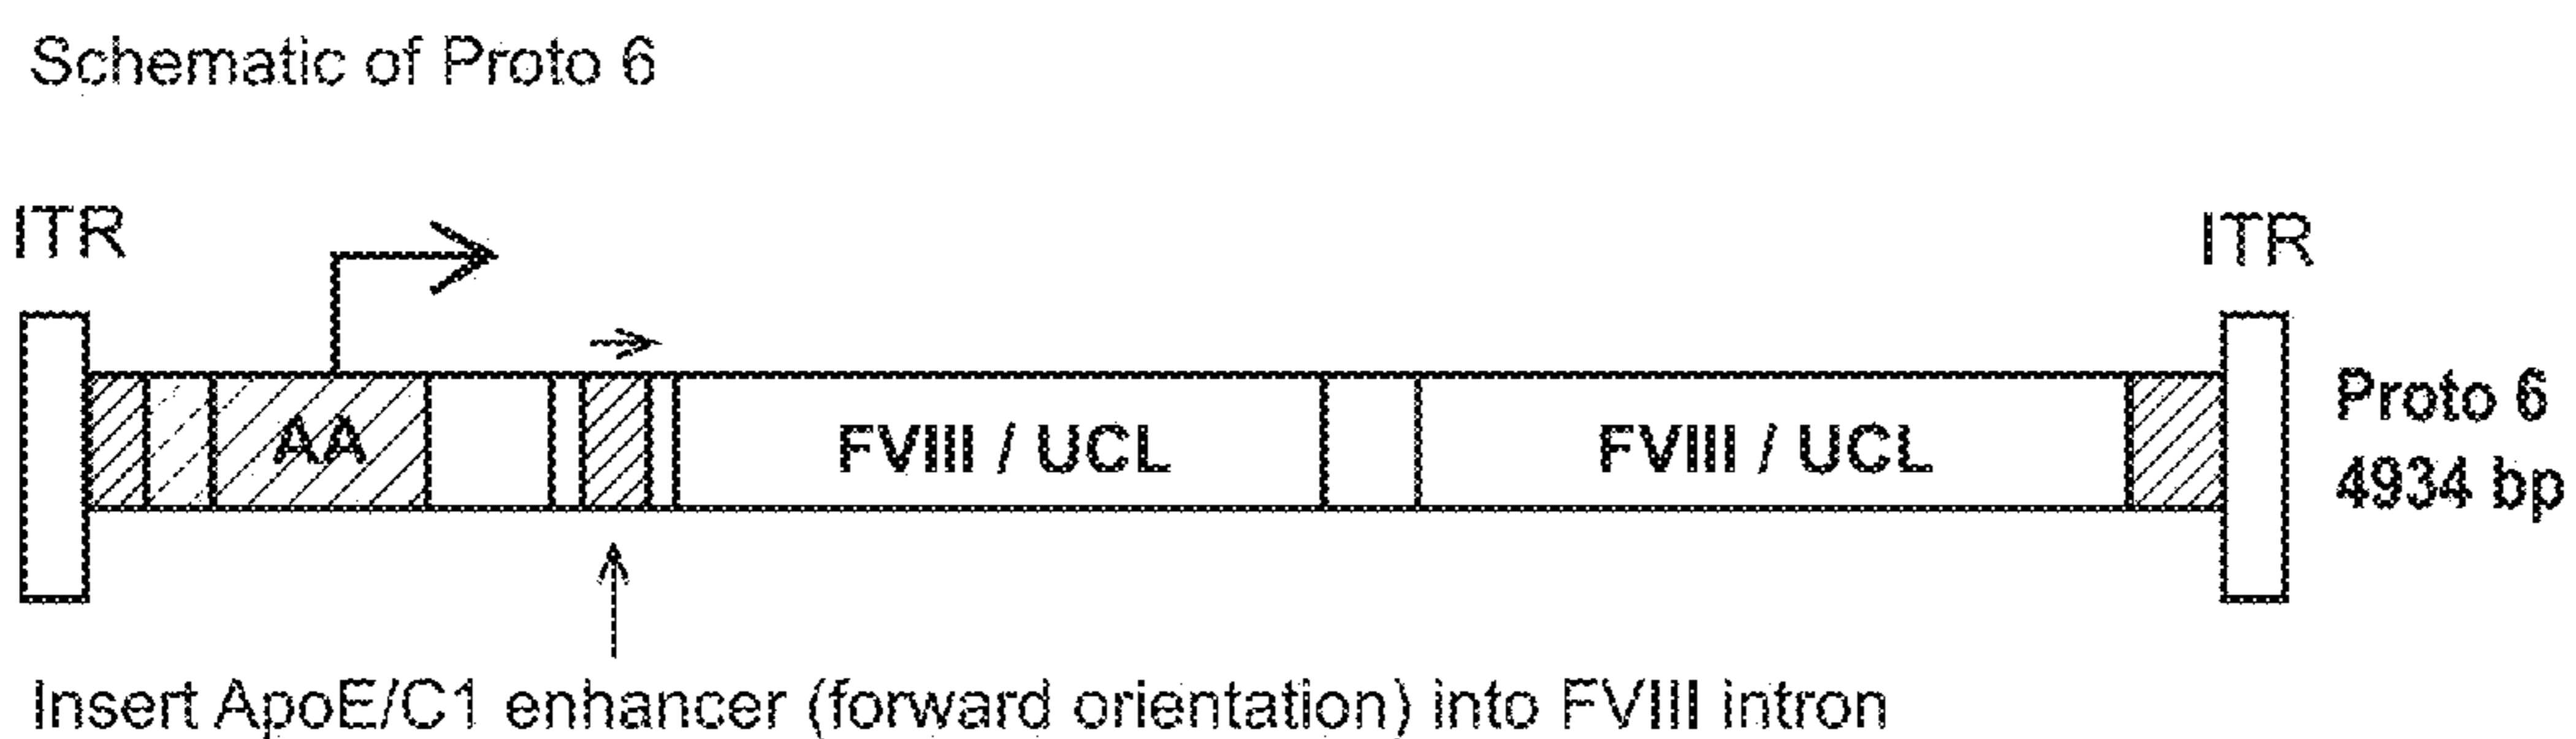 Schematic of Proto 6
ITR
ITR
AA
FVIII / UCL
FVIII / UCL
Proto 6
4934 bp
Insert ApoE/C1 enhancer (forward orientation) into FVIII intron